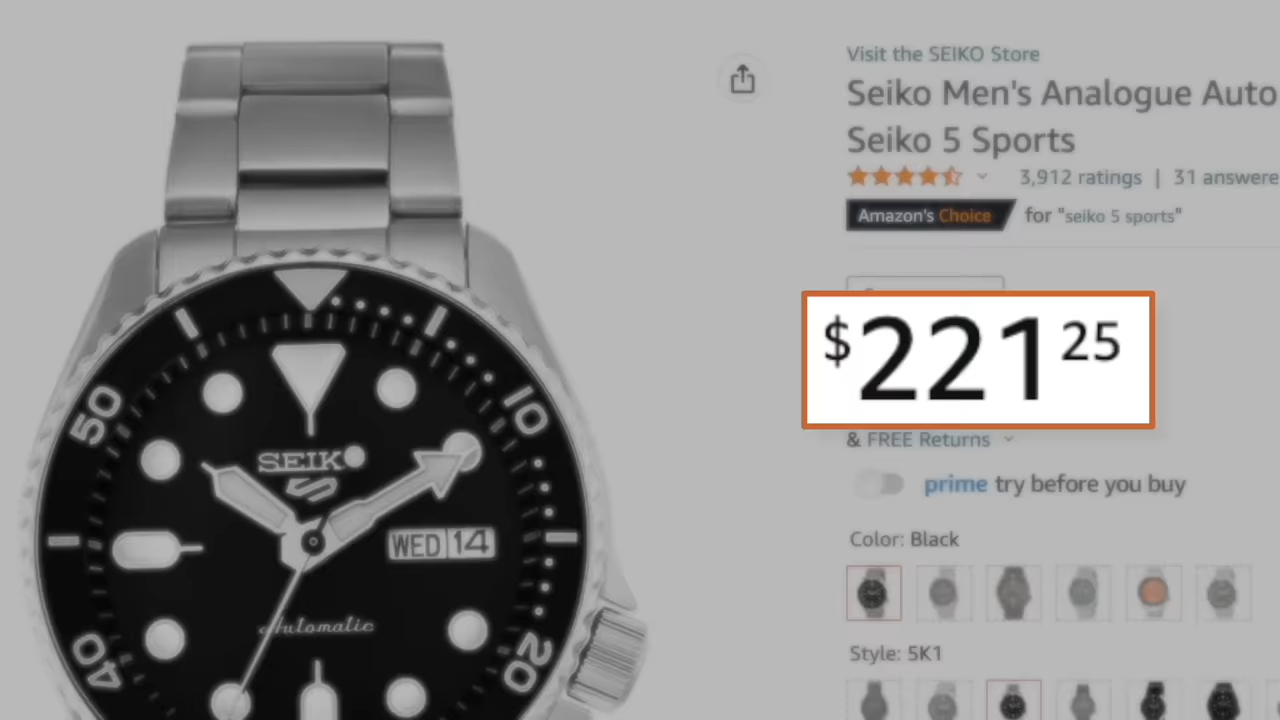 Visit the SEIKO Store
Seiko Men's Analogue Auto
Seiko 5 Sports
3,912 ratings | 31 answere
Amazon's Choice for "seiko 5 sports"
$221 25
& FREE Returns
prime try before you buy
Color: Black
Style: 5K1
50
10
SEIKO
5
WED 14
Automatic
40
20